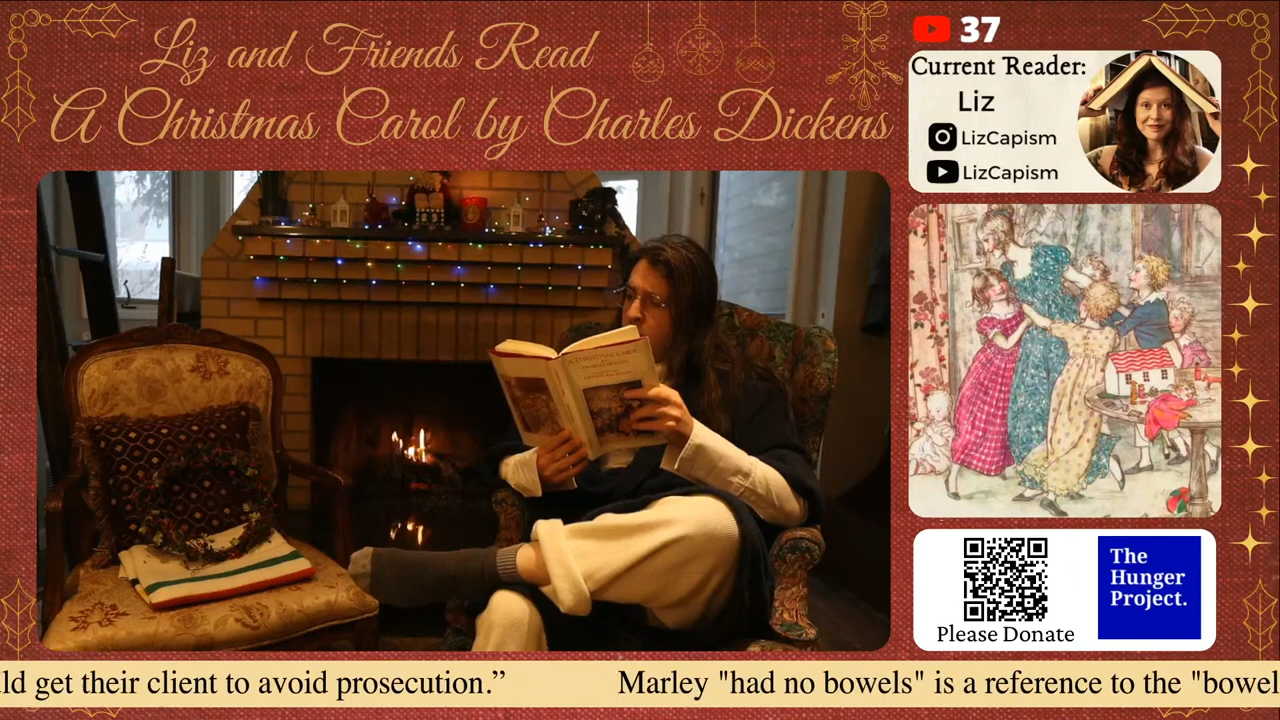 Liz and Friends Read
A Christmas Carol by Charles Dickens
37
Current Reader:
Liz
LizCapism
LizCapism
A CHRISTMAS CAROL
The
Hunger
Project.
Please Donate
ld get their client to avoid prosecution.” Marley "had no bowels" is a reference to the "bowel